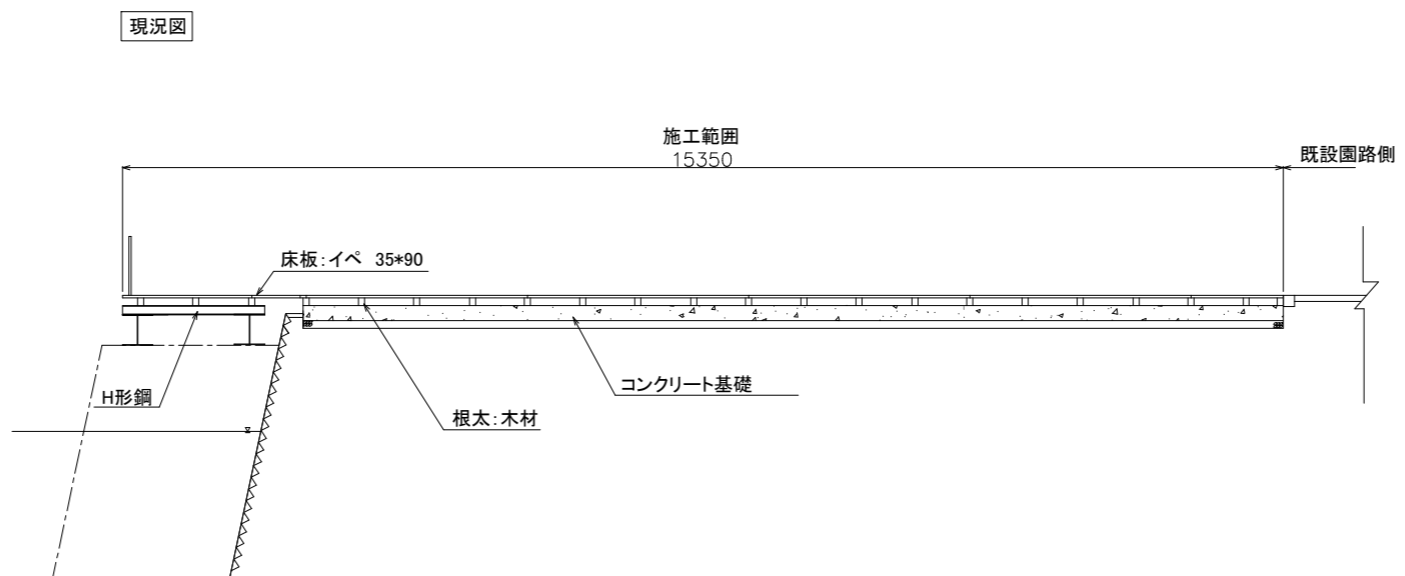 現況図
施工範囲
15350
既設園路側
床板:イペ 35*90
コンクリート基礎
H形鋼
根太:木材